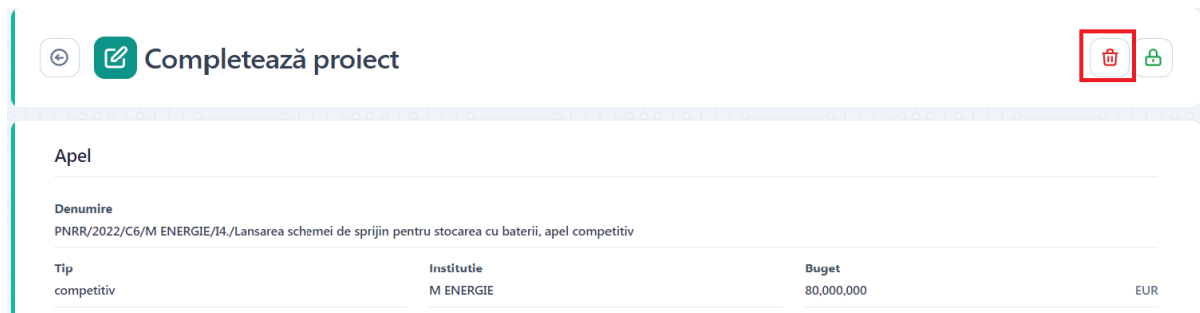 Completează proiect
Apel
Denumire
PNRR/2022/C6/M ENERGIE/I4./Lansarea schemei de sprijin pentru stocarea cu baterii, apel competitiv
Tip Institutie Buget
competitiv M ENERGIE 80,000,000 EUR